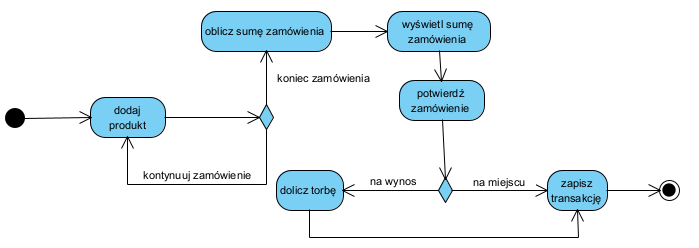 oblicz sumę zamówienia
wyświetl sumę
zamówienia
koniec zamówienia
potwierdź
zamówienie
dodaj
produkt
kontynuuj zamówienie
dolicz torbę
na wynos
na miejscu
zapisz
transakcję